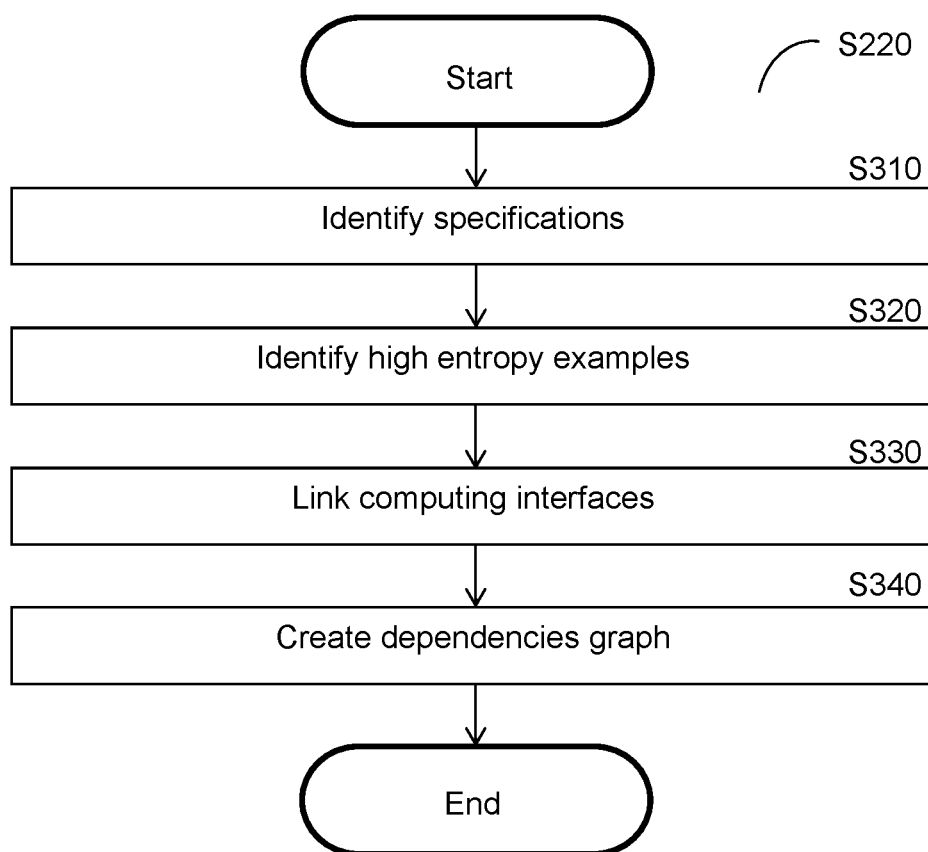 Start
S220
S310
Identify specifications
S320
Identify high entropy examples
S330
Link computing interfaces
S340
Create dependencies graph
End